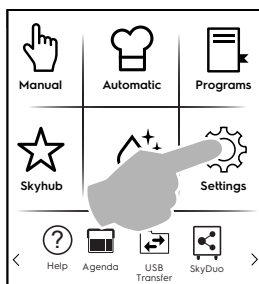 Manual Automatic Programs
Skyhub Settings
?
Help Agenda USB SkyDuo
Transfer